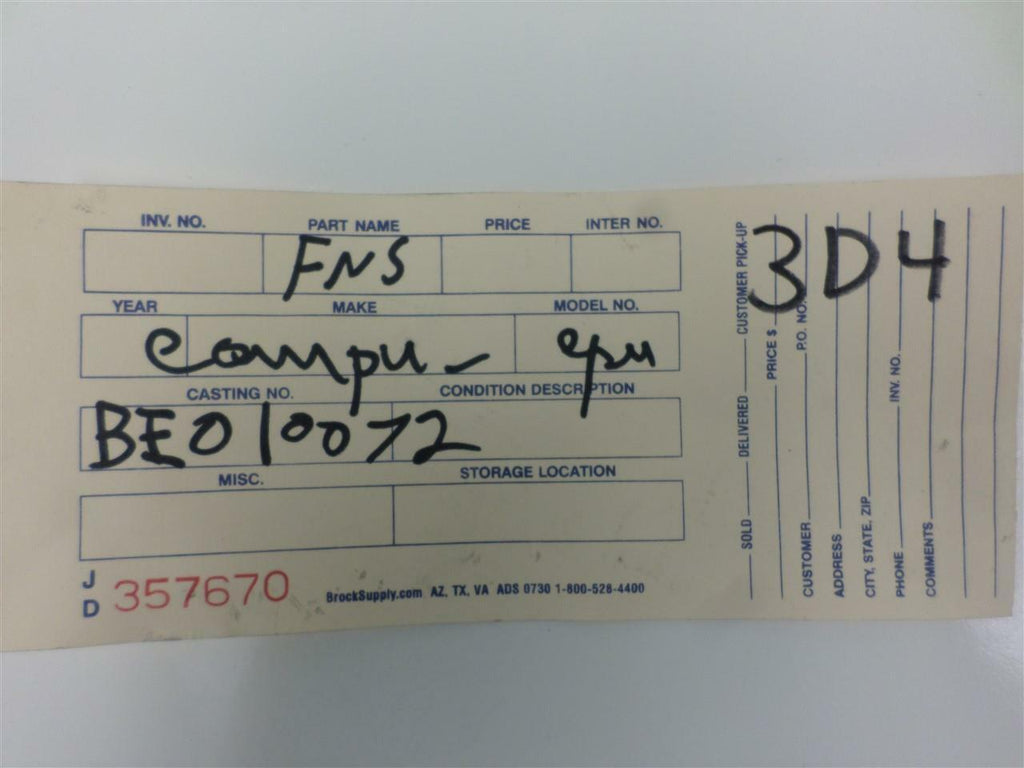 INV. NO. PART NAME PRICE INTER NO.
FNS
YEAR MAKE MODEL NO.
Compu- cpu
CASTING NO. CONDITION DESCRIPTION
BE010072
MISC. STORAGE LOCATION
J
D
357670
BrockSupply.com AZ, TX, VA ADS 0730 1-800-528-4400
3D4
SOLD DELIVERED CUSTOMER PICK-UP
PRICE $
CUSTOMER P.O. NO.
ADDRESS
CITY, STATE, ZIP
PHONE INV. NO.
COMMENTS